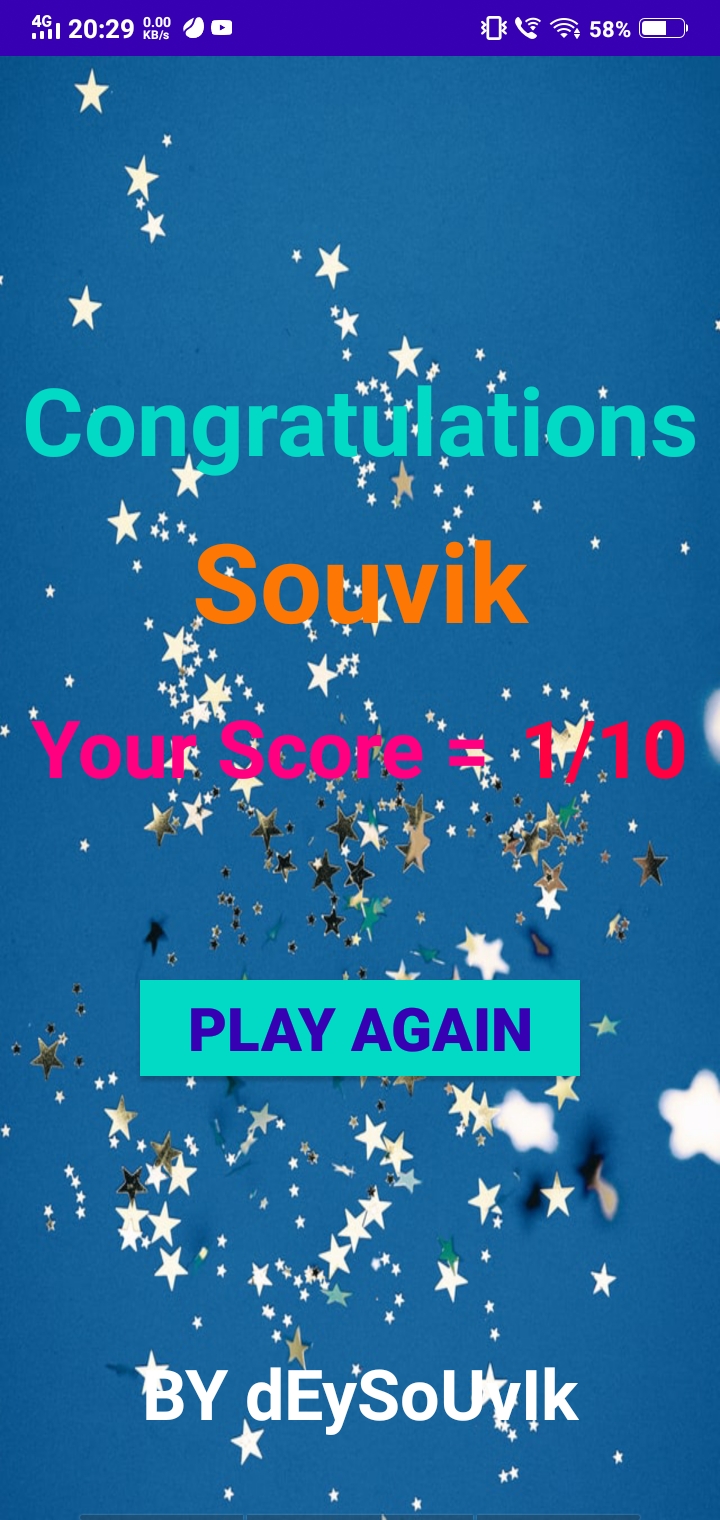 4G 20:29 0.00 KB/s 58%
Congratulations
Souvik
Your Score = 1/10
PLAY AGAIN
BY dEySoUvIk